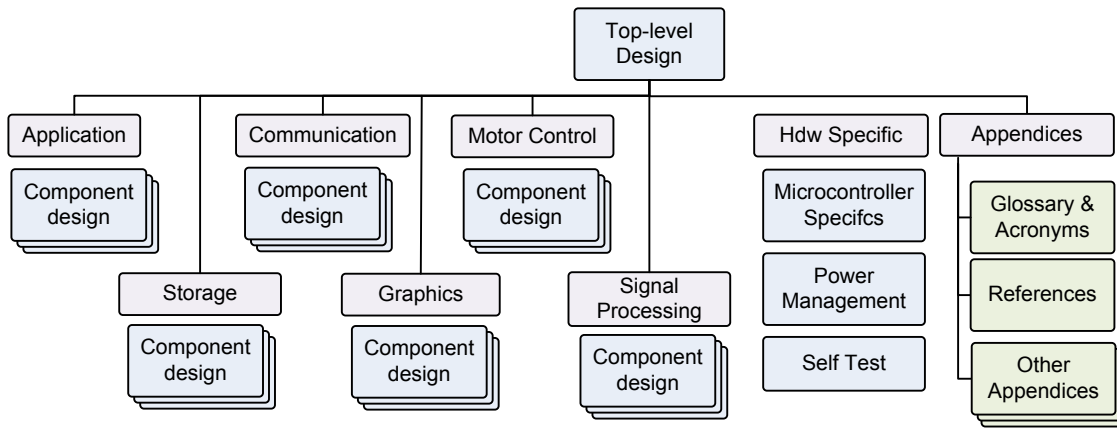 Top-level
Design
Application
Communication
Motor Control
Hdw Specific
Appendices
Component
design
Component
design
Component
design
Microcontroller
Specifcs
Glossary &
Acronyms
Storage
Graphics
Signal
Processing
Power
Management
References
Component
design
Component
design
Component
design
Self Test
Other
Appendices